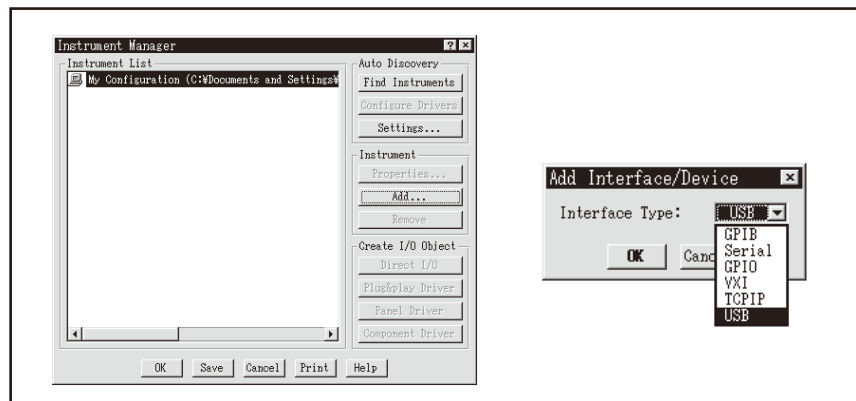 Instrument Manager
Instrument List
My Configuration (C:¥Documents and Settings¥
Auto Discovery
Find Instruments
Configure Drivers
Settings...
Instrument
Properties...
Add...
Remove
Create I/O Object
Direct I/O
Plug&play Driver
Panel Driver
Component Driver
OK Save Cancel Print Help
Add Interface/Device
Interface Type: USB
GPIB
Serial
GPIO
VXI
TCPIP
USB
OK Canc